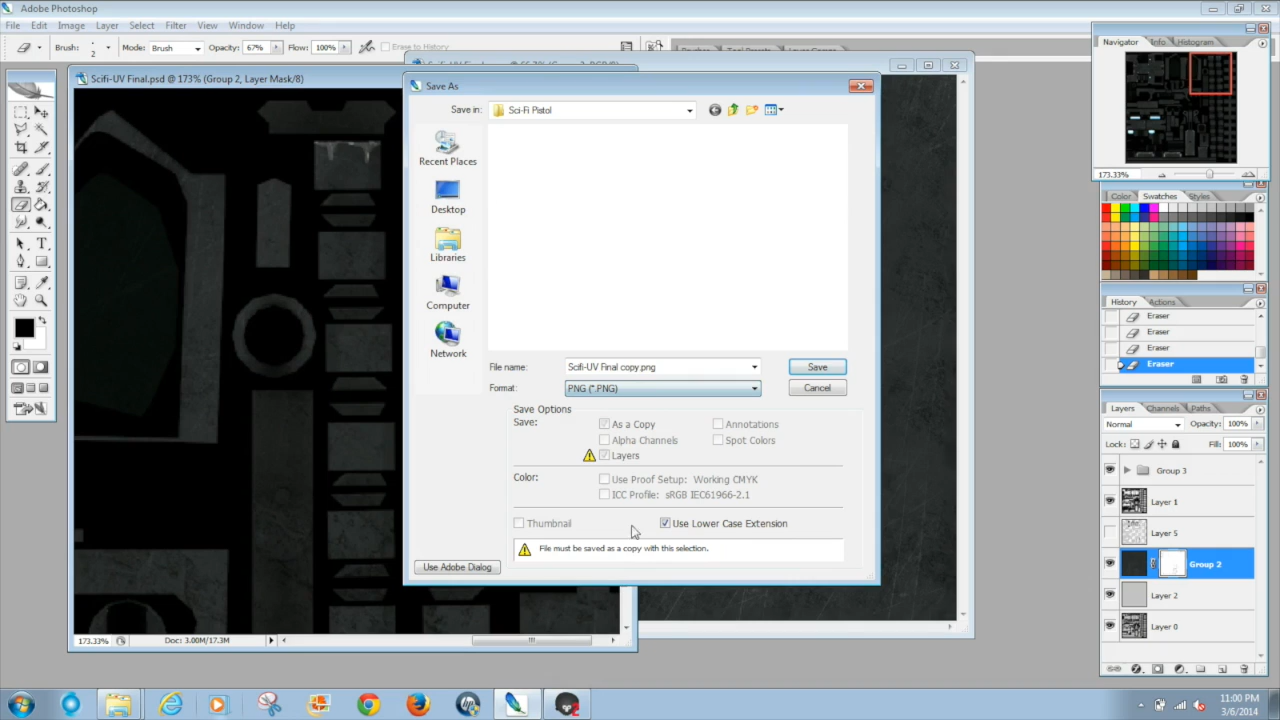 Adobe Photoshop
File Edit Image Layer Select Filter View Window Help
Brush: 2 Mode: Brush Opacity: 67% Flow: 100% Erase to History
Navigator Info Histogram
173.33%
Scifi-UV Final.psd @ 173% (Group 2, Layer Mask/8)
Save As
Save in: Sci-Fi Pistol
Recent Places
Desktop
Libraries
Computer
Network
File name: Scifi-UV Final copy.png Save
Format: PNG (*.PNG) Cancel
Save Options
Save: As a Copy Annotations
Alpha Channels Spot Colors
Layers
Color: Use Proof Setup: Working CMYK
ICC Profile: sRGB IEC61966-2.1
Thumbnail Use Lower Case Extension
File must be saved as a copy with this selection.
Use Adobe Dialog
173.33% Doc: 3.00M/17.3M
Color Swatches Styles
History Actions
Eraser
Eraser
Eraser
Eraser
Layers Channels Paths
Normal Opacity: 100%
Lock: Fill: 100%
Group 3
Layer 1
Layer 5
Group 2
Layer 2
Layer 0
11:00 PM
3/6/2014